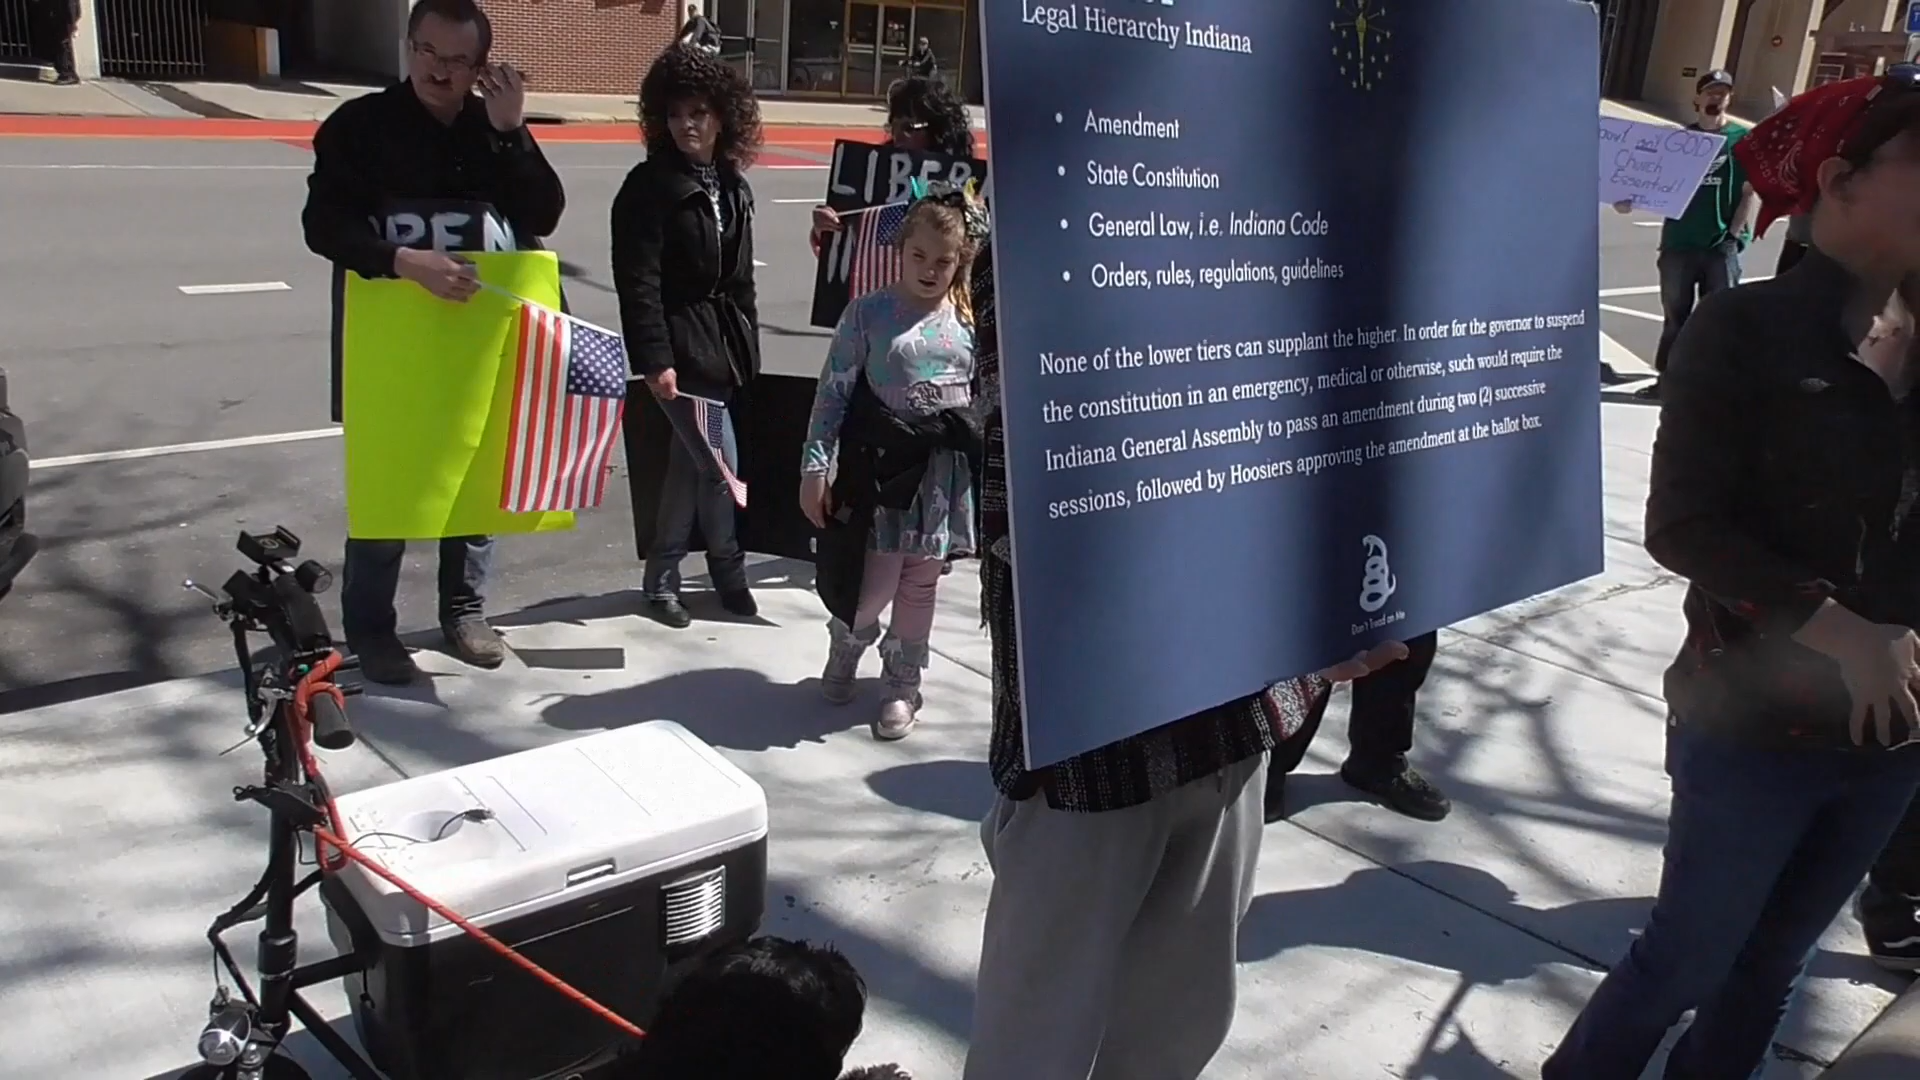 Legal Hierarchy Indiana
• Amendment
• State Constitution
• General Law, i.e. Indiana Code
• Orders, rules, regulations, guidelines
None of the lower tiers can supplant the higher. In order for the governor to suspend
the constitution in an emergency, medical or otherwise, such would require the
Indiana General Assembly to pass an amendment during two (2) successive
sessions, followed by Hoosiers approving the amendment at the ballot box.
Don't Tread on Me
LIBER
PEN
GOD
Church
Essential!